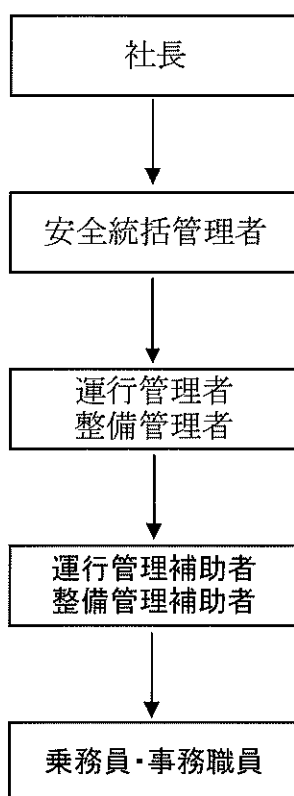 社長
安全統括管理者
運行管理者
整備管理者
運行管理補助者
整備管理補助者
乗務員・事務職員